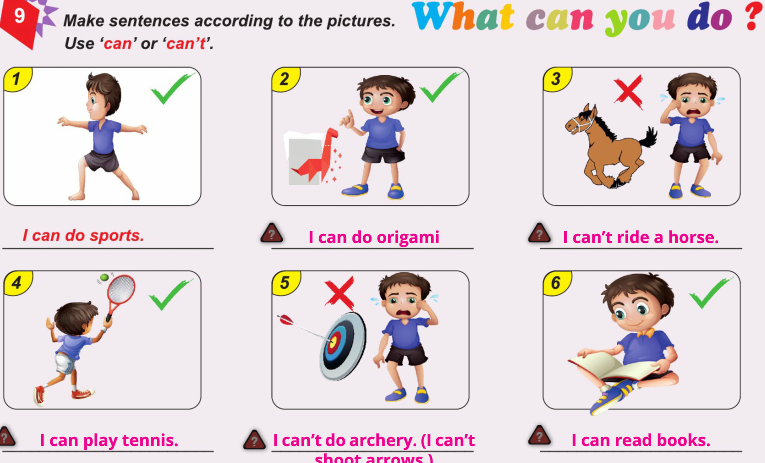 9
Make sentences according to the pictures.
Use ‘can’ or ‘can’t’.
What can you do ?
1
2
3
I can do sports.
? I can do origami
? I can’t ride a horse.
4
5
6
? I can play tennis.
? I can’t do archery. (I can’t
shoot arrows.)
? I can read books.